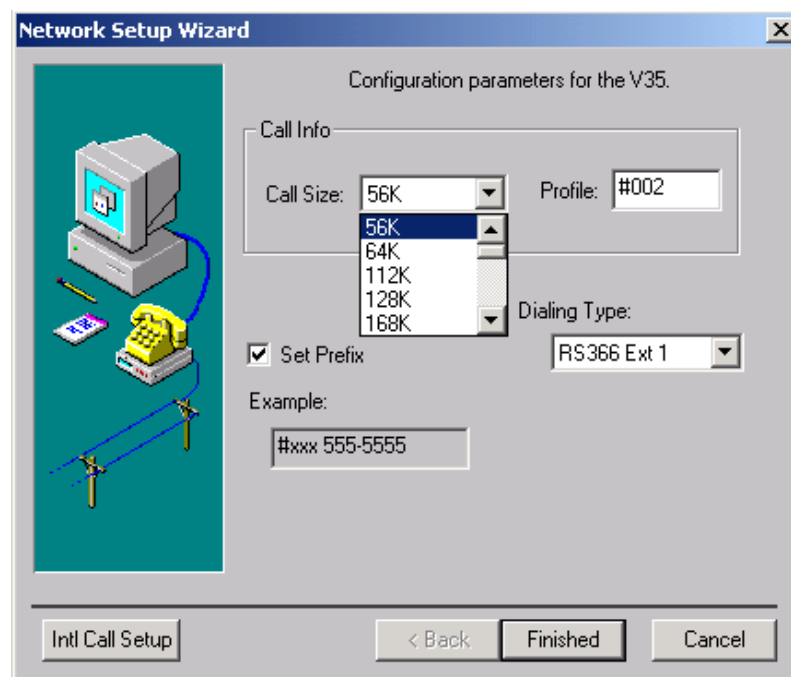 Network Setup Wizard
Configuration parameters for the V35.
Call Info
Call Size: 56K Profile: #002
56K
64K
112K
128K
168K
Dialing Type:
Set Prefix RS366 Ext 1
Example:
#xxx 555-5555
Intl Call Setup < Back Finished Cancel